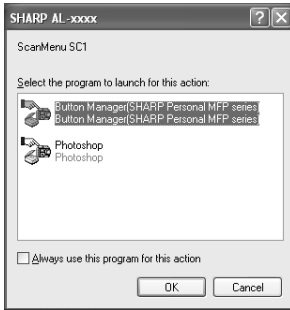 SHARP AL-xxxx
ScanMenu SC1
Select the program to launch for this action:
Button Manager(SHARP Personal MFP series)
Button Manager(SHARP Personal MFP series)
Photoshop
Photoshop
Always use this program for this action
OK Cancel